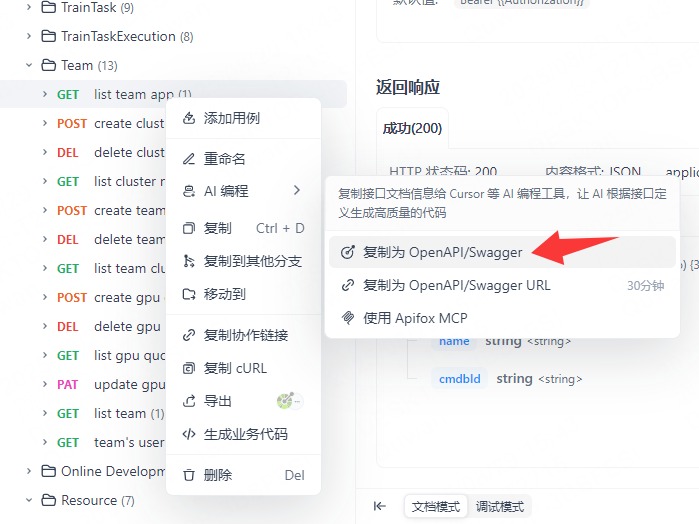 TrainTask (9)
TrainTaskExecution (8)
Team (13)
GET list team app (1)
POST create clust
DEL delete clust
GET list cluster r
POST create team
DEL delete team
GET list team clu
POST create gpu
DEL delete gpu
GET list gpu quo
PAT update gpu
GET list team (1)
GET team's user
Online Developm
Resource (7)
添加用例
重命名
AI 编程
复制 Ctrl + D
复制到其他分支
移动到
复制协作链接
复制 cURL
导出
生成业务代码
删除 Del
默认值: Bearer {{Authorization}}
返回响应
成功(200)
HTTP 状态码: 200 内容格式: JSON applic
复制接口文档信息给 Cursor 等 AI 编程工具，让 AI 根据接口定
义生成高质量的代码
复制为 OpenAPI/Swagger
复制为 OpenAPI/Swagger URL 30分钟
使用 Apifox MCP
) {3
name string <string>
cmdbId string <string>
文档模式 调试模式